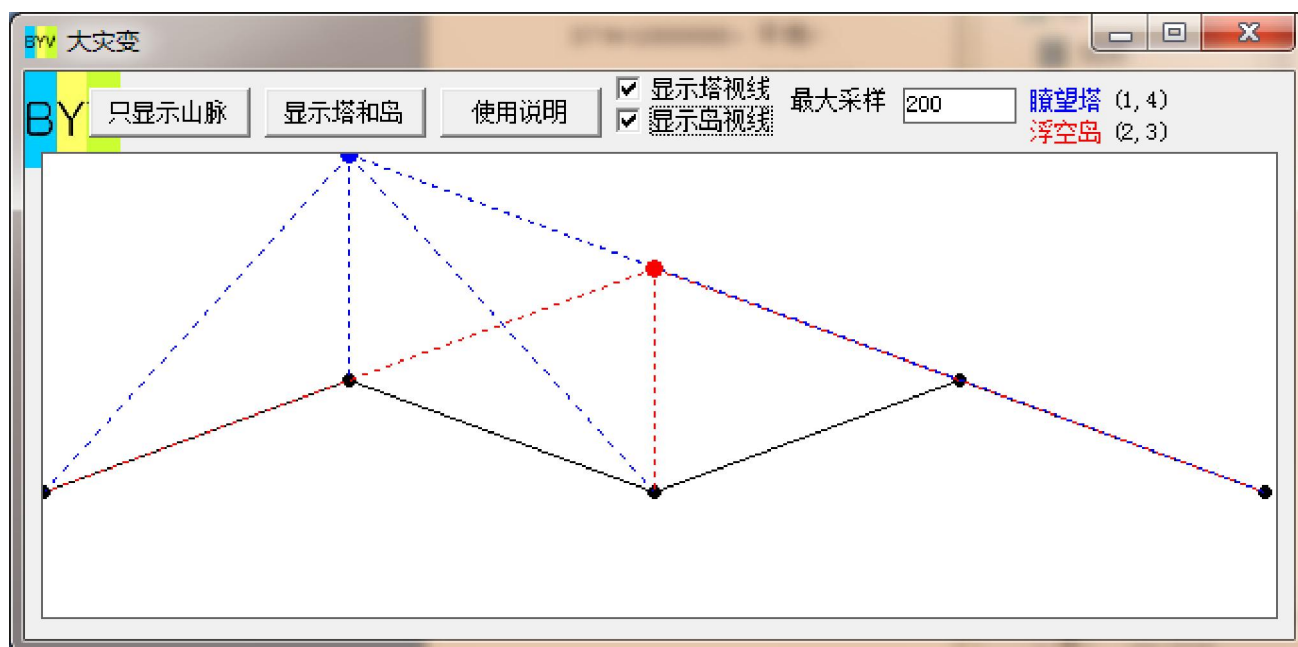 BYV 大灾变
BY
只显示山脉
显示塔和岛
使用说明
显示塔视线
显示岛视线
最大采样 200
瞭望塔 (1,4)
浮空岛 (2,3)